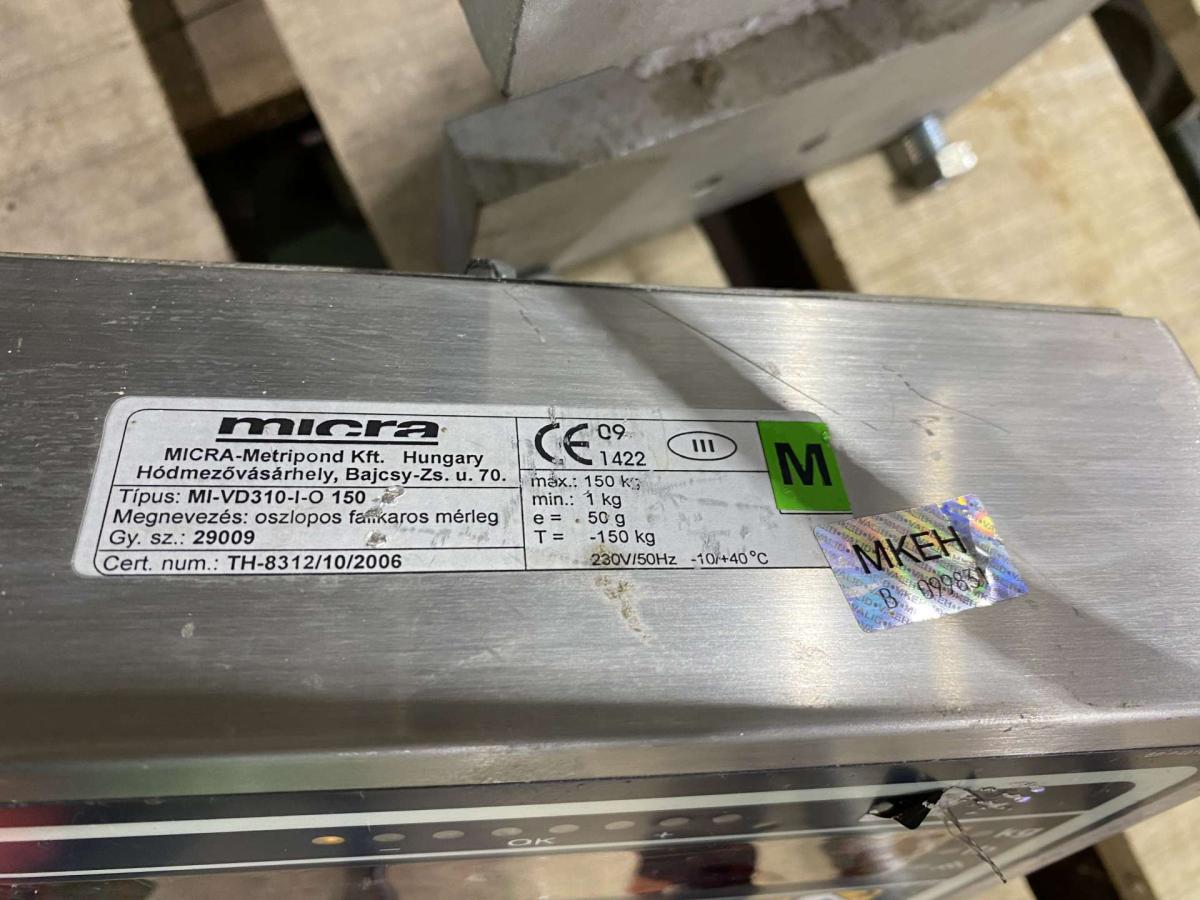 micra
MICRA-Metripond Kft. Hungary
Hódmezővásárhely, Bajcsy-Zs. u. 70.
Típus: MI-VD310-I-O 150
Megnevezés: oszlopos falikaros mérleg
Gy. sz.: 29009
Cert. num.: TH-8312/10/2006
CE 09
1422
III
M
max.: 150 kg
min.: 1 kg
e = 50 g
T = -150 kg
230V/50Hz -10/+40°C
MKEH
B
- OK +
kg